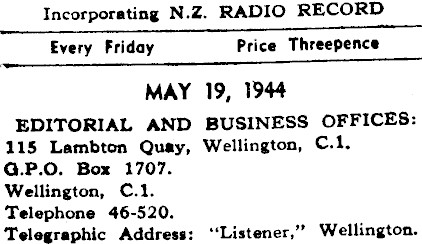 Incorporating N.Z. RADIO RECORD
Every Friday Price Threepence
MAY 19, 1944
EDITORIAL AND BUSINESS OFFICES:
115 Lambton Quay, Wellington, C.1.
G.P.O. Box 1707.
Wellington, C.1.
Telephone 46-520.
Telegraphic Address: "Listener," Wellington.